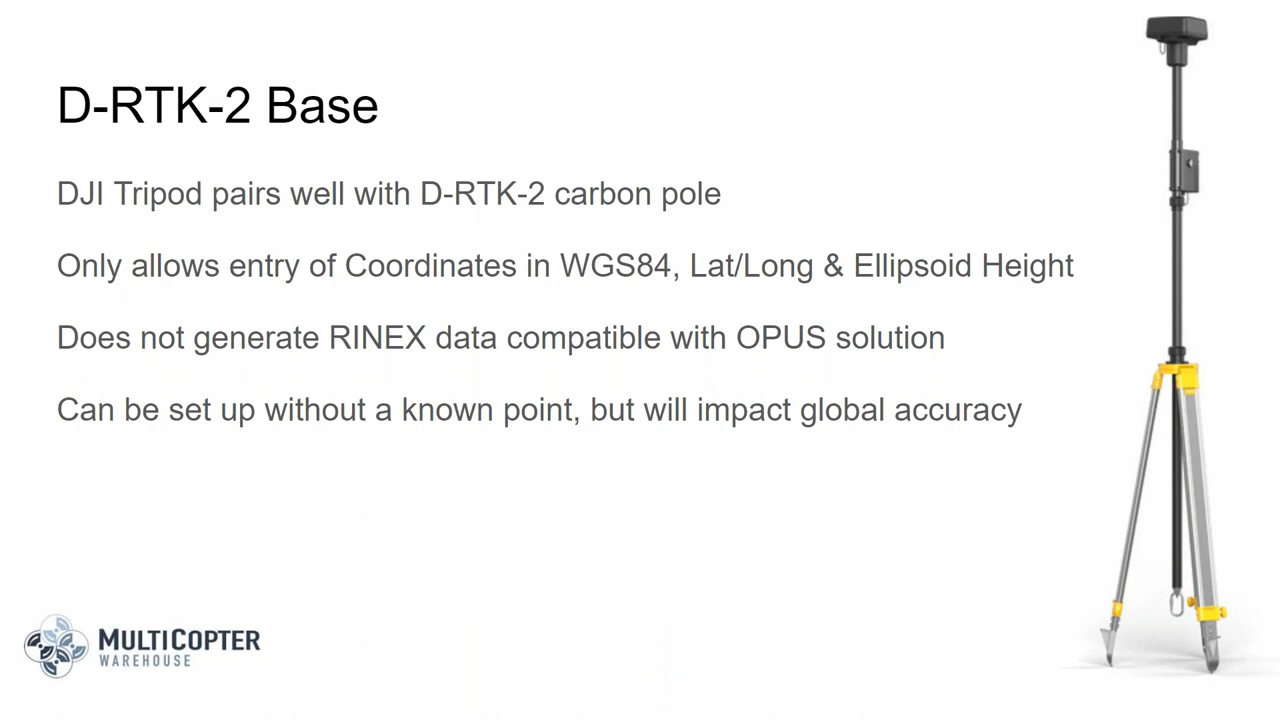 D-RTK-2 Base
DJI Tripod pairs well with D-RTK-2 carbon pole
Only allows entry of Coordinates in WGS84, Lat/Long & Ellipsoid Height
Does not generate RINEX data compatible with OPUS solution
Can be set up without a known point, but will impact global accuracy
MULTICOPTER
WAREHOUSE